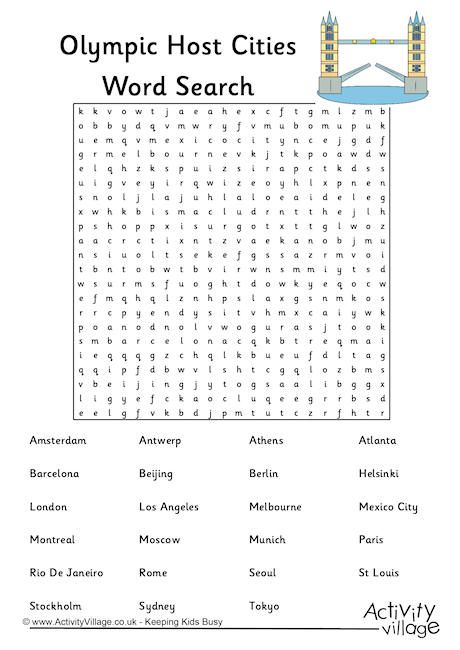 Olympic Host Cities
Word Search
k k v o w t j a e a h e x c f t g m l z m b
o b b y d q v m w r y f v m u b o m u p u k
u e m q v m e x i c o c i t y n c e j g d f
g r m e l b o u r n e v k j t k p o a w d w
e l q h z k s p u i z s i r a p c t k d s s
u i g v e y i r q w i z e o y h l x p n e n
s n o l j l a j u h l a l o e a i d e l e g
x w h k b i s m a c l u d r n t t h e j l h
p s h o p p x i s u r g o t x t t g l w o z
a a c r c t i x n t z v a e k a n o b j m u
n s i u o l t s e k e f g s s a z r m v o i
t b n t o b w t b v i r w n s m m i y t s d
w s u r m s f u o g h t d o w k y e q o c w
e f m q h q l z n h p s l a x g s n m k o s
r r c p y e n d y s i t v h m x c a i y w k
p o a n o d n o l v w o g u r a s j t o o k
s m b a r c e l o n a c q k b t r e q m a i
i e q q q g z c h q l k b u e u f d l t a g
q q i p f d b w v l s h t c g q l o z b m s
v b e i j i n g j y t o g s a a l i b g g x
l i g y e f c k a o c l u q e e g r r b s d
e e l g f v k b d j p m t u t c z r f h t r
Amsterdam Antwerp Athens Atlanta
Barcelona Beijing Berlin Helsinki
London Los Angeles Melbourne Mexico City
Montreal Moscow Munich Paris
Rio De Janeiro Rome Seoul St Louis
Stockholm Sydney Tokyo
© www.ActivityVillage.co.uk - Keeping Kids Busy
Activity
village